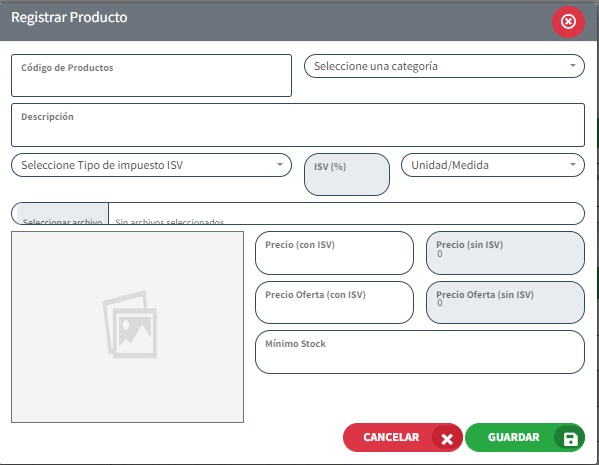 Registrar Producto
Código de Productos
Seleccione una categoría
Descripción
Seleccione Tipo de impuesto ISV
ISV (%)
Unidad/Medida
Seleccionar archivo
Sin archivos seleccionados
Precio (con ISV)
Precio (sin ISV)
0
Precio Oferta (con ISV)
Precio Oferta (sin ISV)
0
Mínimo Stock
CANCELAR
GUARDAR